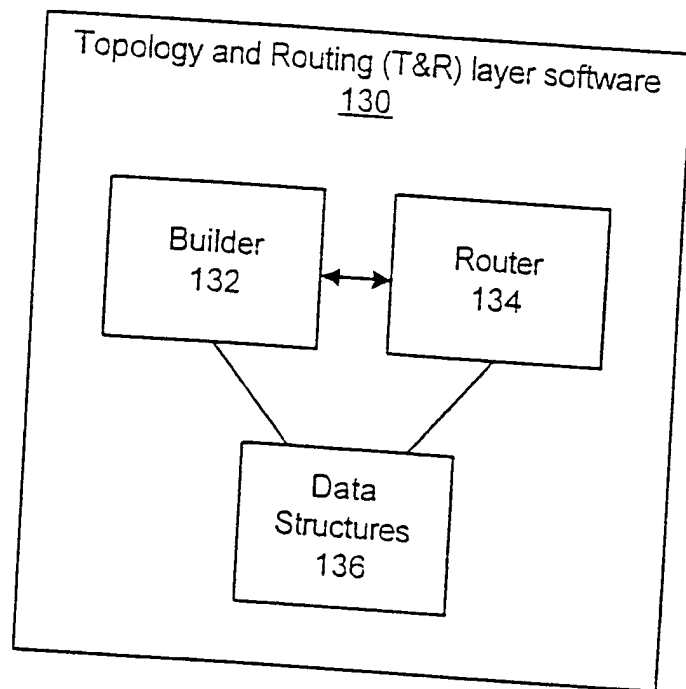 Topology and Routing (T&R) layer software
130
Builder
132
Router
134
Data
Structures
136